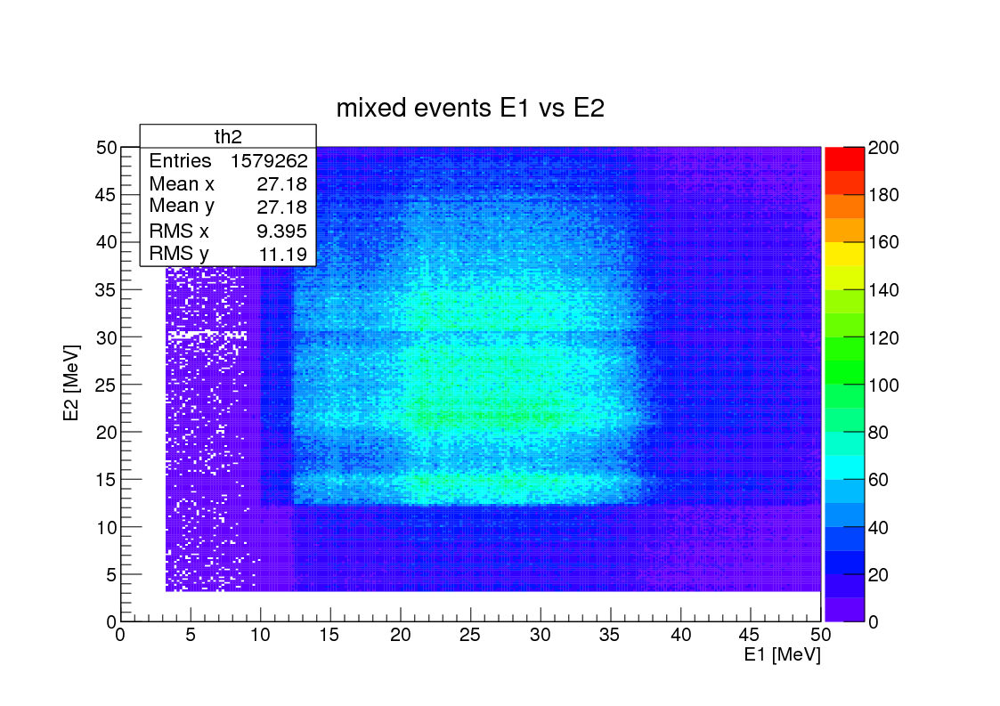 mixed events E1 vs E2
th2
Entries 1579262
Mean x 27.18
Mean y 27.18
RMS x 9.395
RMS y 11.19
50
45
40
35
30
25
20
15
10
5
0
E2 [MeV]
0 5 10 15 20 25 30 35 40 45 50
E1 [MeV]
200
180
160
140
120
100
80
60
40
20
0